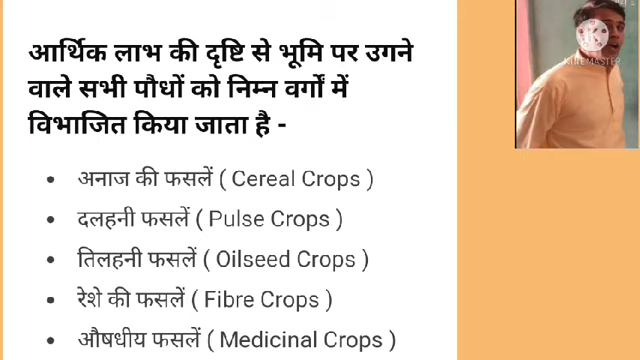 आर्थिक लाभ की दृष्टि से भूमि पर उगने
वाले सभी पौधों को निम्न वर्गों में
विभाजित किया जाता है -
• अनाज की फसलें ( Cereal Crops )
• दलहनी फसलें ( Pulse Crops )
• तिलहनी फसलें ( Oilseed Crops )
• रेशे की फसलें ( Fibre Crops )
• औषधीय फसलें ( Medicinal Crops )
KINEMASTER